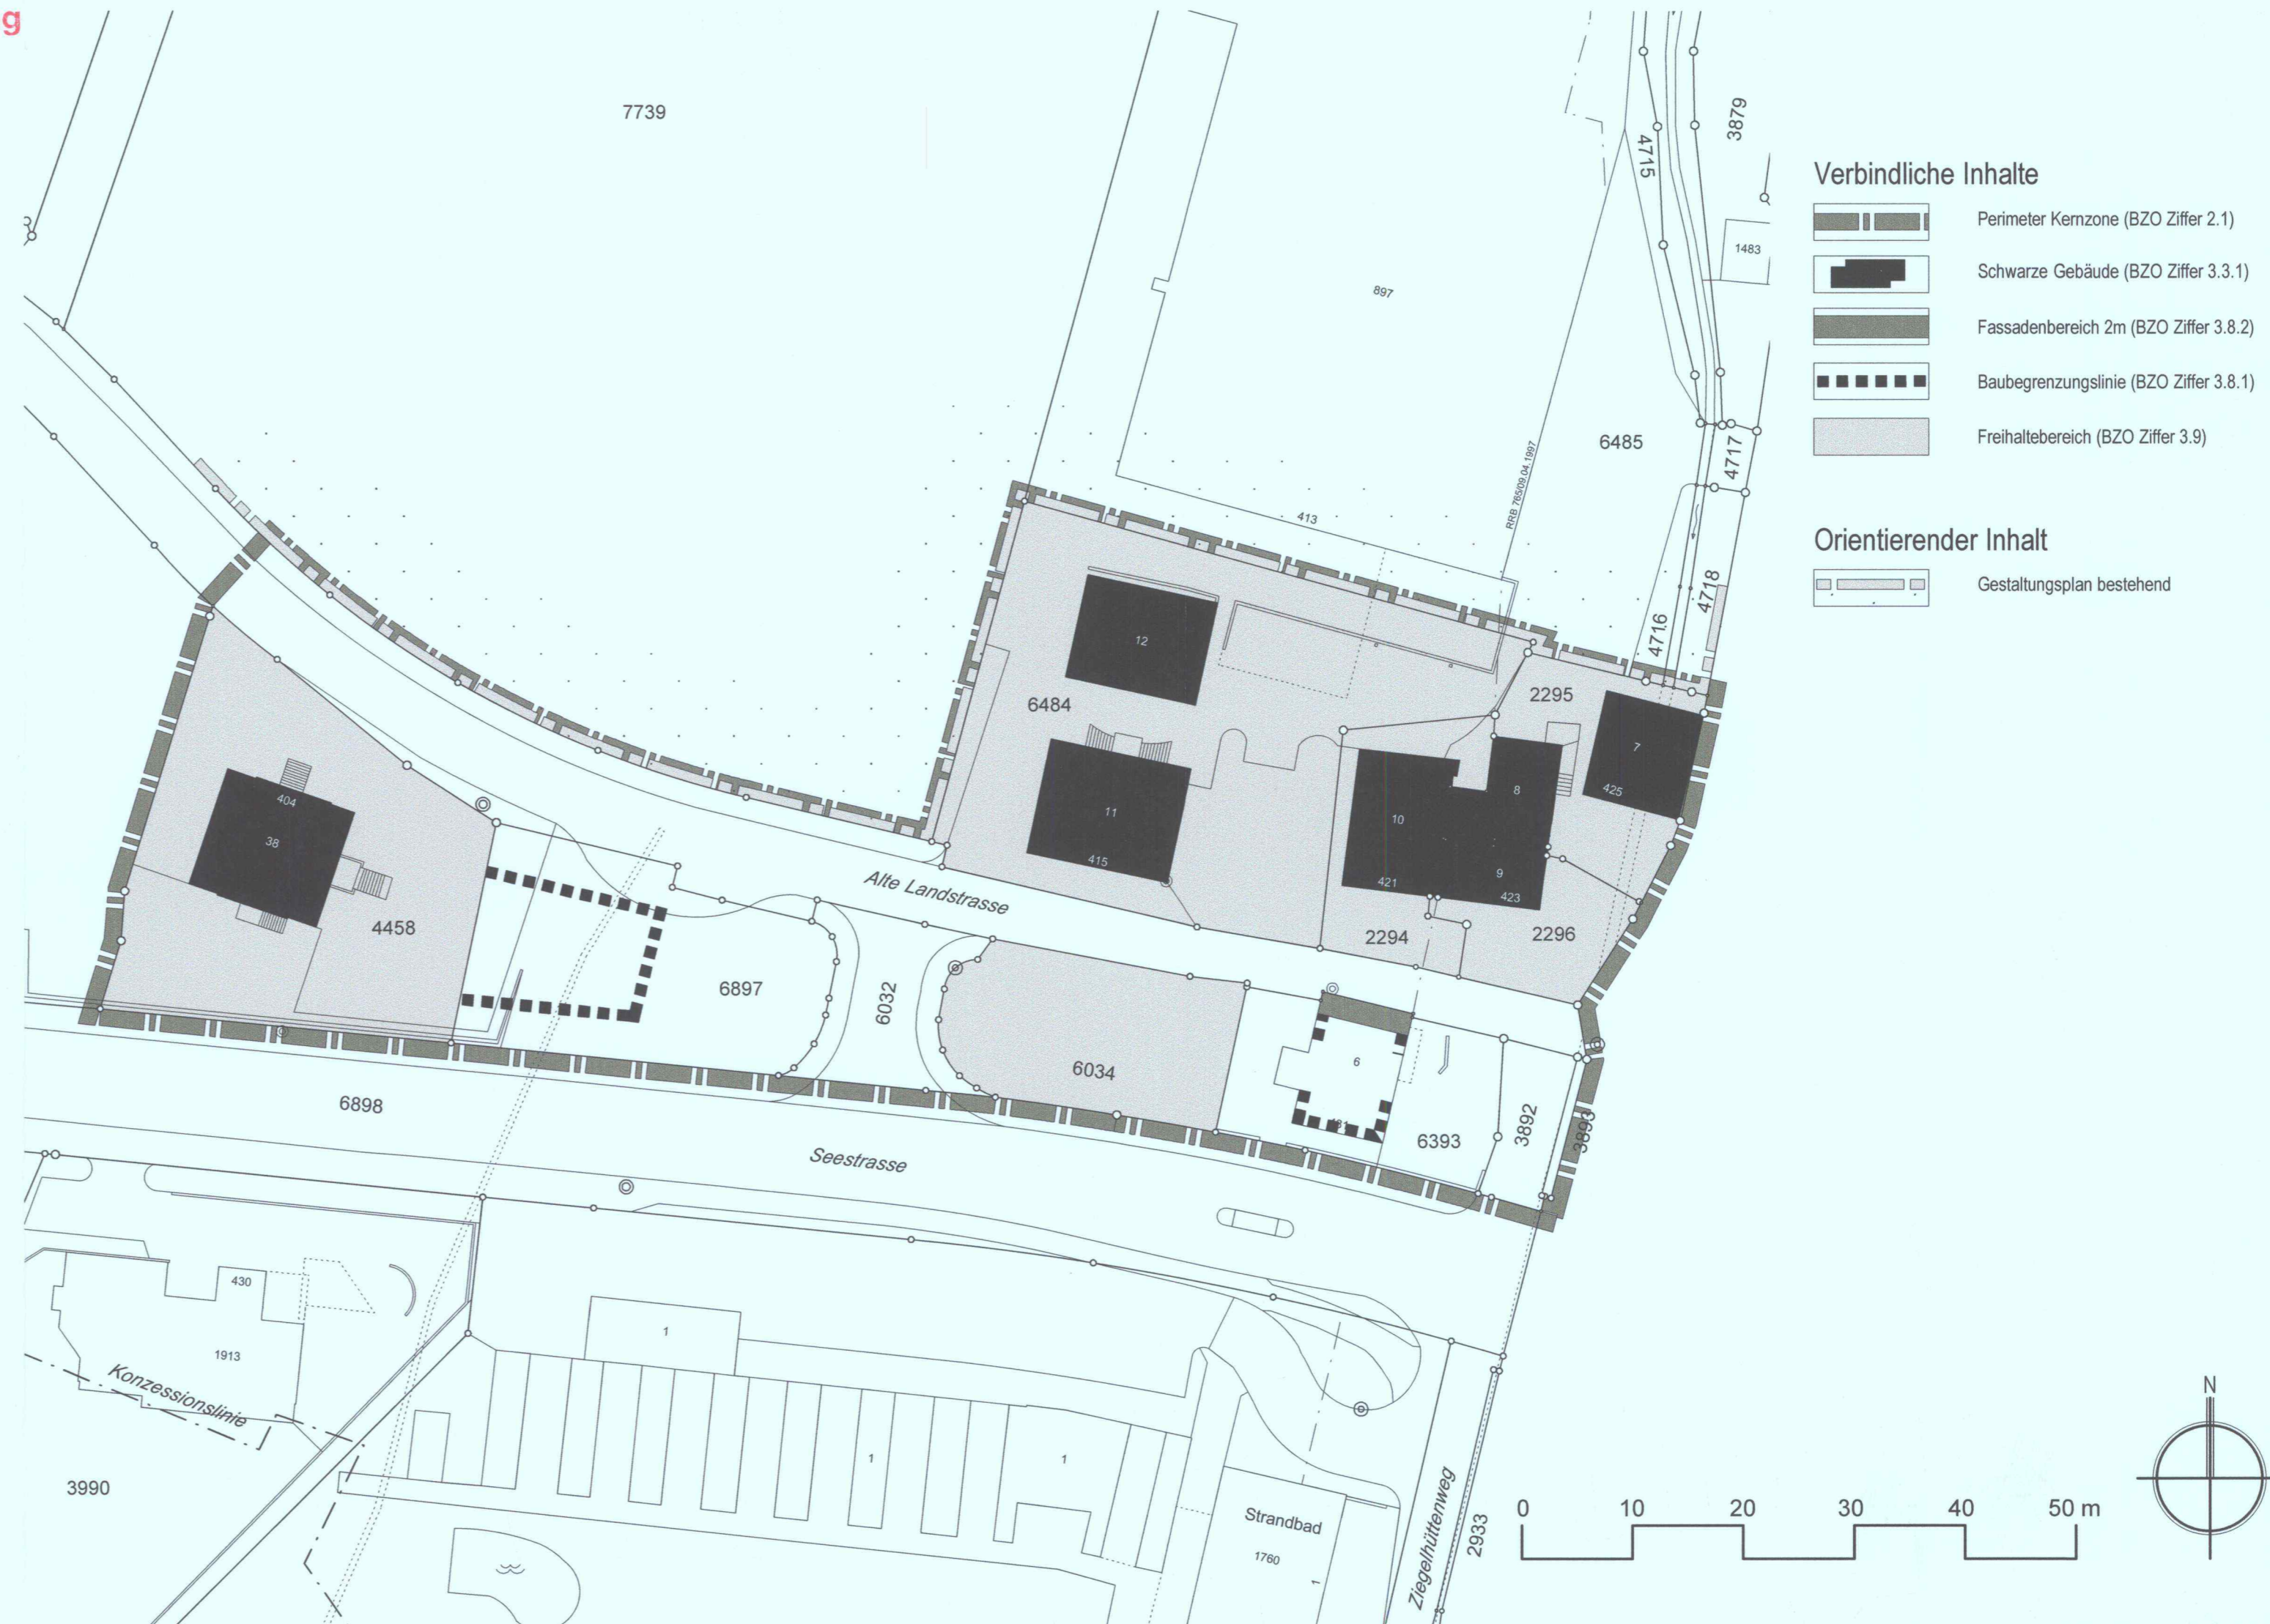 g
7739
3879
4715
Verbindliche Inhalte
Perimeter Kernzone (BZO Ziffer 2.1)
1483
Schwarze Gebäude (BZO Ziffer 3.3.1)
897
Fassadenbereich 2m (BZO Ziffer 3.8.2)
Baubegrenzungslinie (BZO Ziffer 3.8.1)
Freihaltebereich (BZO Ziffer 3.9)
6485
4717
RRB 765/09.04.1997
413
Orientierender Inhalt
Gestaltungsplan bestehend
4718
4716
12
2295
6484
7
425
8
404
38
11
415
10
9
421
423
4458
Alte Landstrasse
2294
2296
6897
6032
6034
6
6393
3892
3893
6898
Seestrasse
430
1913
1
Konzessionslinie
N
1
1
3990
Strandbad
1760
1
Ziegelhüttenweg
2933
0 10 20 30 40 50 m